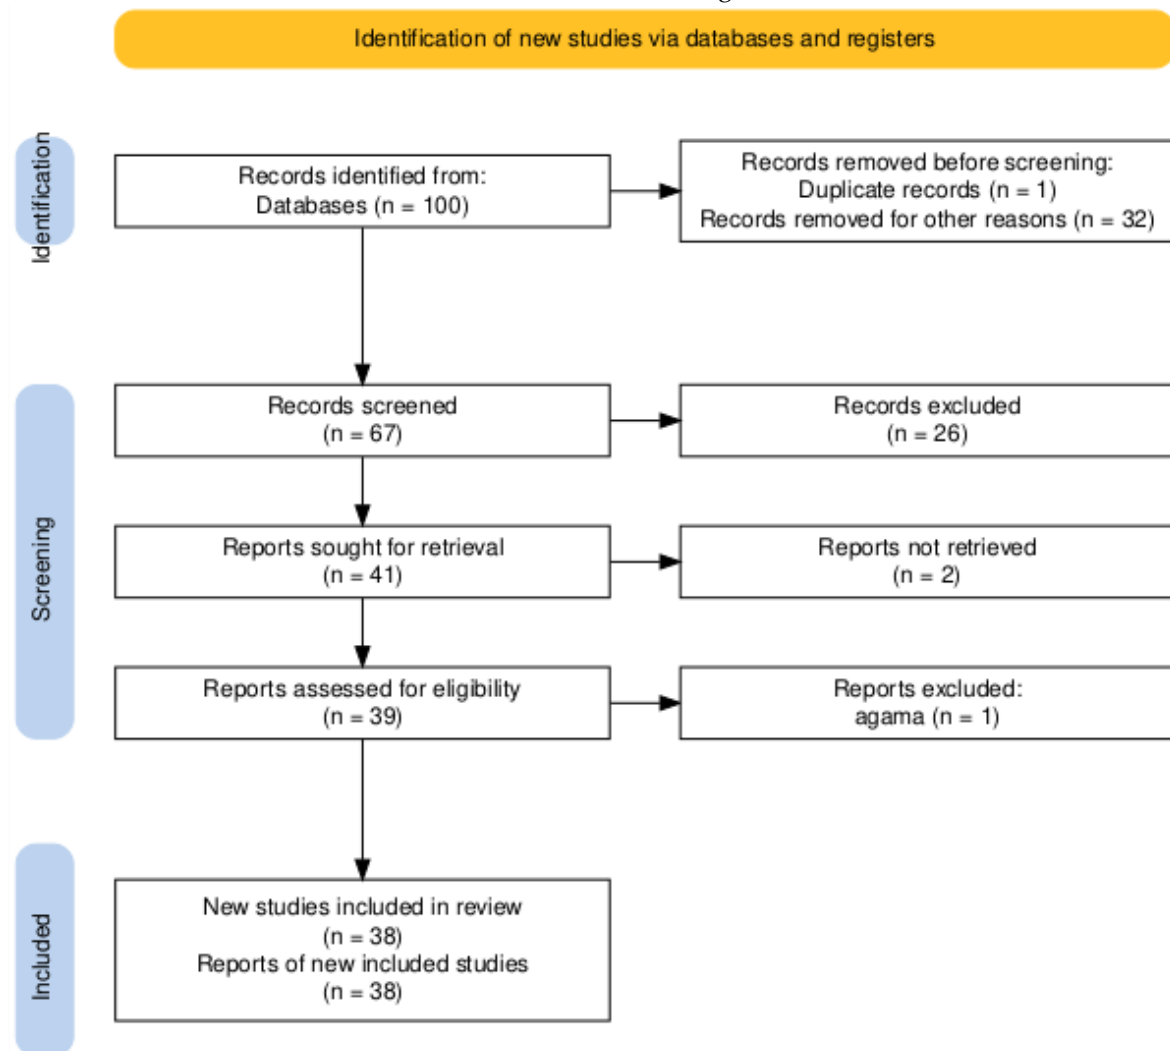 Identification of new studies via databases and registers
Identification
Records identified from:
Databases (n = 100)
Records removed before screening:
Duplicate records (n = 1)
Records removed for other reasons (n = 32)
Screening
Records screened
(n = 67)
Records excluded
(n = 26)
Reports sought for retrieval
(n = 41)
Reports not retrieved
(n = 2)
Reports assessed for eligibility
(n = 39)
Reports excluded:
agama (n = 1)
Included
New studies included in review
(n = 38)
Reports of new included studies
(n = 38)